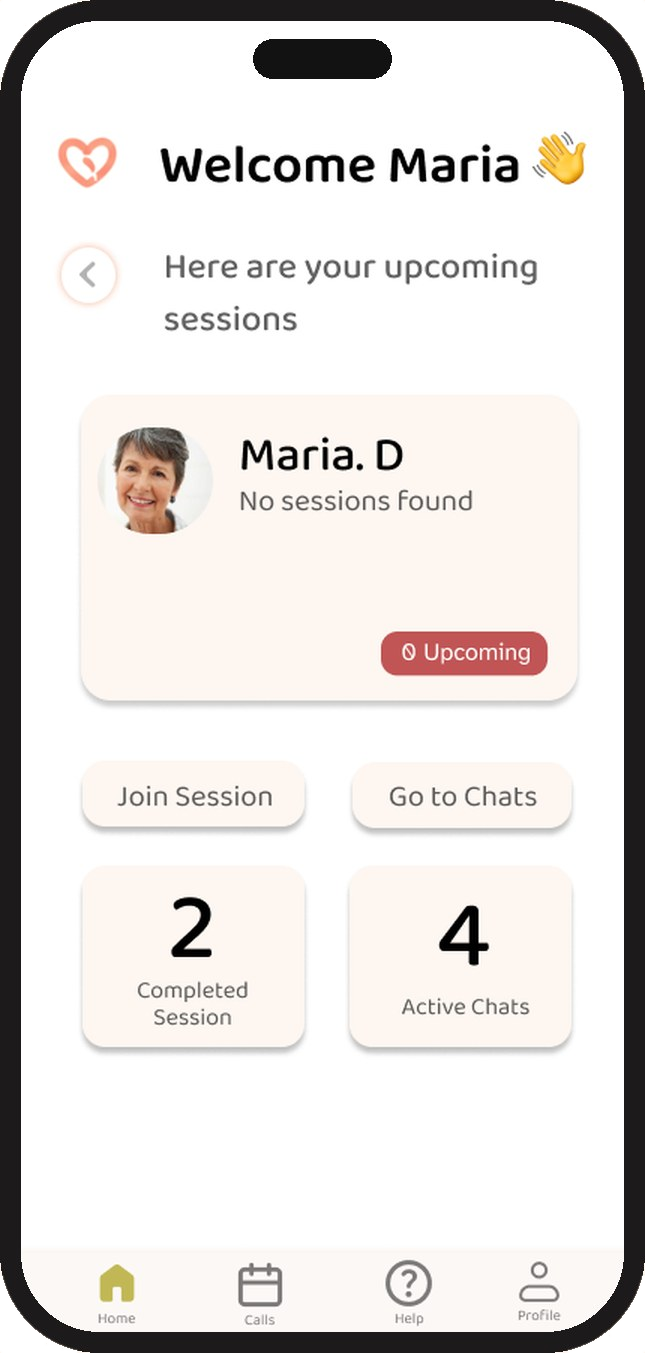 Welcome Maria 👋
Here are your upcoming
sessions
Maria. D
No sessions found
0 Upcoming
Join Session
Go to Chats
2
Completed
Session
4
Active Chats
Home
Calls
Help
Profile